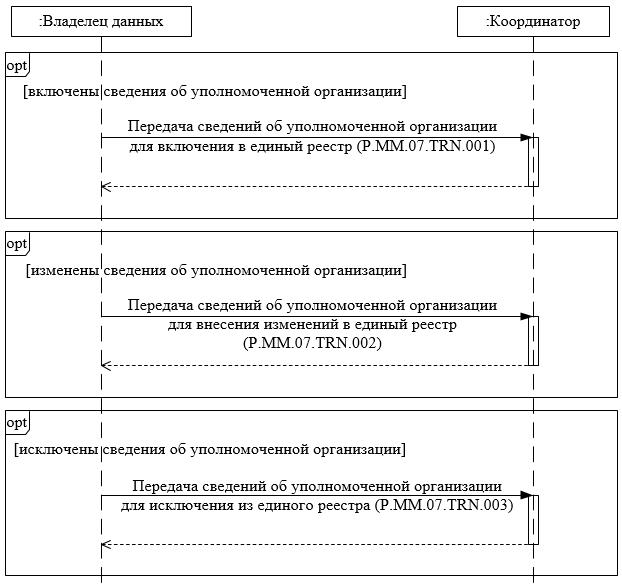 :Владелец данных
:Координатор
opt
[включены сведения об уполномоченной организации]
Передача сведений об уполномоченной организации
для включения в единый реестр (P.MM.07.TRN.001)
opt
[изменены сведения об уполномоченной организации]
Передача сведений об уполномоченной организации
для внесения изменений в единый реестр
(P.MM.07.TRN.002)
opt
[исключены сведения об уполномоченной организации]
Передача сведений об уполномоченной организации
для исключения из единого реестра (P.MM.07.TRN.003)